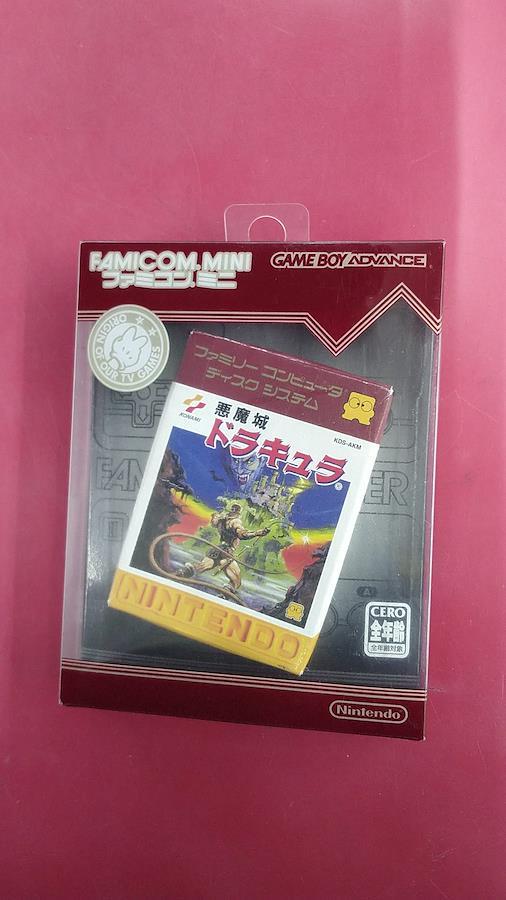 FAMICOM MINI
ファミコン ミニ
GAME BOY ADVANCE
ORIGIN OF OUR TV GAMES
ファミリー コンピュータ
ディスク システム
KONAMI
悪魔城
ドラキュラ
KDS-AKM
NINTENDO
CERO
全年齢
全年齢対象
Nintendo